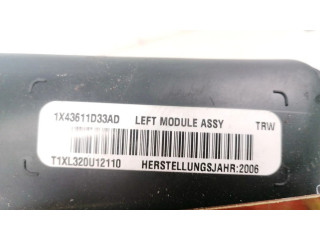 1X43611D33AD LEFT MODULE ASSY TRW
T1XL320U12110 HERSTELLUNGSJAHR:2006